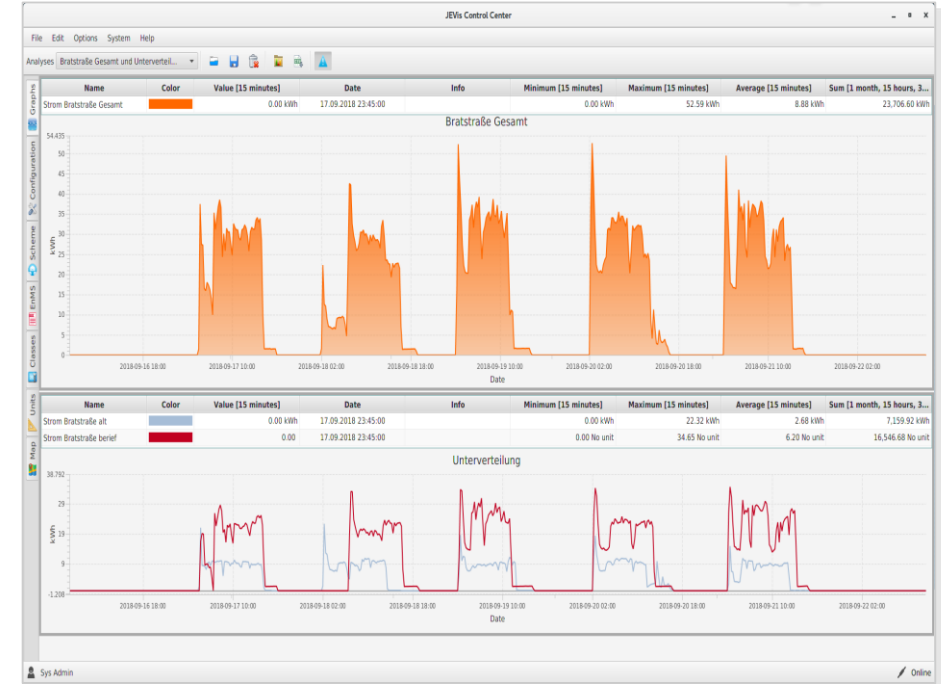 JEVis Control Center
File Edit Options System Help
Analyses Bratstraße Gesamt und Unterverteil...
Graphs
Configuration
Scheme
EnMS
Classes
Units
Map
Name Color Value [15 minutes] Date Info Minimum [15 minutes] Maximum [15 minutes] Average [15 minutes] Sum [1 month, 15 hours, 3...
Strom Bratstraße Gesamt 0.00 kWh 17.09.2018 23:45:00 0.00 kWh 52.59 kWh 8.88 kWh 23,706.60 kWh
Bratstraße Gesamt
54.435
50
45
40
35
30
25
20
15
10
5
0
kWh
2018-09-16 18:00 2018-09-17 10:00 2018-09-18 02:00 2018-09-18 18:00 2018-09-19 10:00 2018-09-20 02:00 2018-09-20 18:00 2018-09-21 10:00 2018-09-22 02:00
Date
Name Color Value [15 minutes] Date Info Minimum [15 minutes] Maximum [15 minutes] Average [15 minutes] Sum [1 month, 15 hours, 3...
Strom Bratstraße alt 0.00 kWh 17.09.2018 23:45:00 0.00 kWh 22.32 kWh 2.68 kWh 7,159.92 kWh
Strom Bratstraße berief 0.00 17.09.2018 23:45:00 0.00 No unit 34.65 No unit 6.20 No unit 16,546.68 No unit
Unterverteilung
38.792
29
19
9
-1.208
kWh
2018-09-16 18:00 2018-09-17 10:00 2018-09-18 02:00 2018-09-18 18:00 2018-09-19 10:00 2018-09-20 02:00 2018-09-20 18:00 2018-09-21 10:00 2018-09-22 02:00
Date
Sys Admin Online